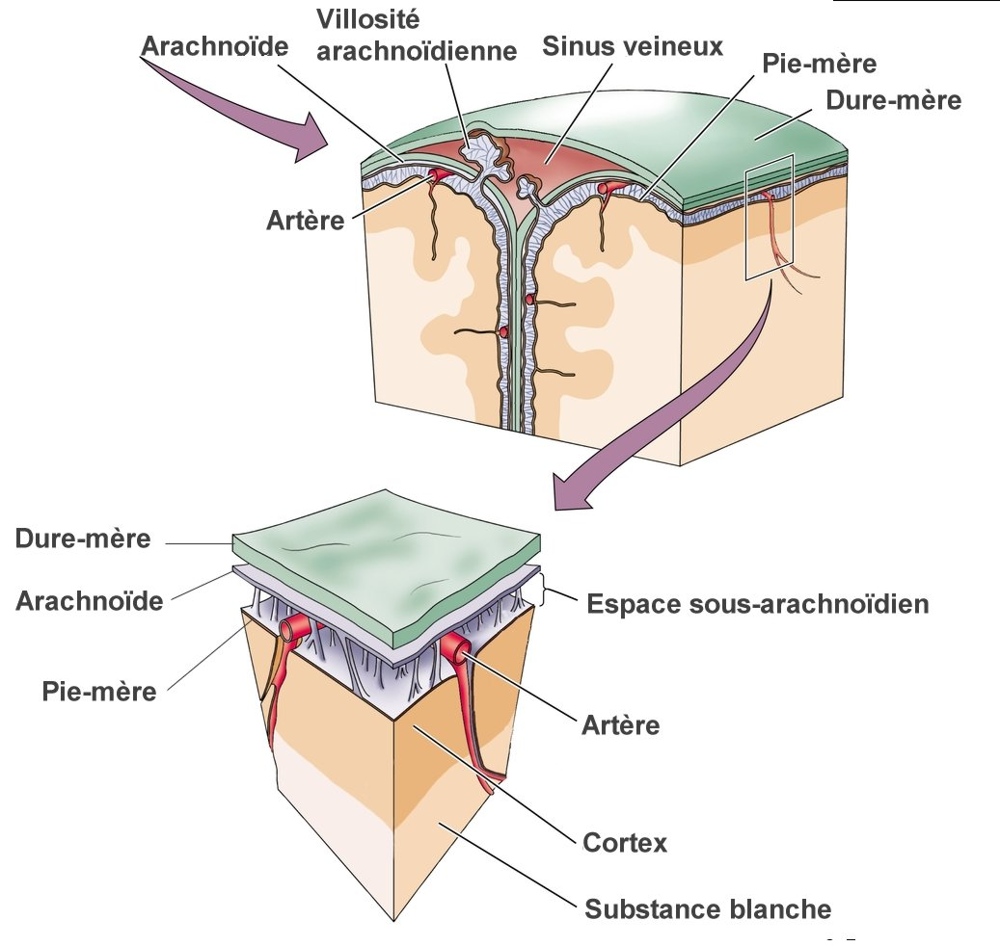 Villosité
arachnoïdienne
Arachnoïde
Sinus veineux
Pie-mère
Dure-mère
Artère
Dure-mère
Arachnoïde
Espace sous-arachnoïdien
Pie-mère
Artère
Cortex
Substance blanche